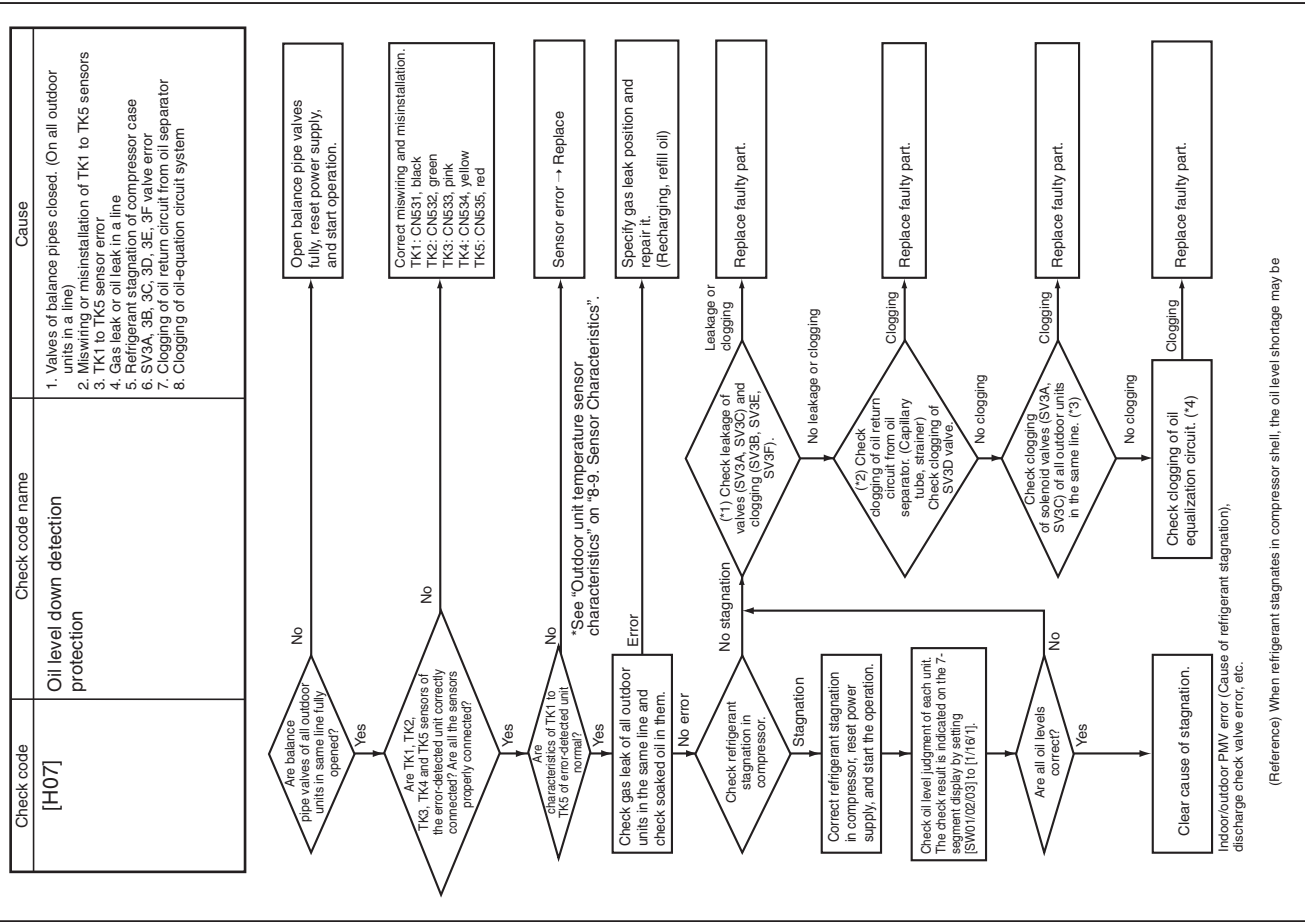 Check code
Check code name
Cause
[H07]
Oil level down detection
protection
1. Valves of balance pipes closed. (On all outdoor
units in a line)
2. Miswiring or misinstallation of TK1 to TK5 sensors
3. TK1 to TK5 sensor error
4. Gas leak or oil leak in a line
5. Refrigerant stagnation of compressor case
6. SV3A, 3B, 3C, 3D, 3E, 3F valve error
7. Clogging of oil return circuit from oil separator
8. Clogging of oil-equation circuit system
Are balance
pipe valves of all outdoor
units in same line fully
opened?
No
Open balance pipe valves
fully, reset power supply,
and start operation.
Yes
Are TK1, TK2,
TK3, TK4 and TK5 sensors of
the error-detected unit correctly
connected? Are all the sensors
properly connected?
No
Correct miswiring and misinstallation.
TK1: CN531, black
TK2: CN532, green
TK3: CN533, pink
TK4: CN534, yellow
TK5: CN535, red
Yes
Are
characteristics of TK1 to
TK5 of error-detected unit
normal?
No
Sensor error → Replace
*See "Outdoor unit temperature sensor
characteristics" on "8-9. Sensor Characteristics".
Yes
Check gas leak of all outdoor
units in the same line and
check soaked oil in them.
Error
Specify gas leak position and
repair it.
(Recharging, refill oil)
No error
Check refrigerant
stagnation in
compressor.
No stagnation
(*1) Check leakage of
valves (SV3A, SV3C) and
clogging (SV3B, SV3E,
SV3F).
Leakage or
clogging
Replace faulty part.
Stagnation
No leakage or clogging
Correct refrigerant stagnation
in compressor, reset power
supply, and start the operation.
(*2) Check
clogging of oil return
circuit from oil
separator. (Capillary
tube, strainer)
Check clogging of
SV3D valve.
Clogging
Replace faulty part.
Check oil level judgment of each unit.
The check result is indicated on the 7-
segment display by setting
[SW01/02/03] to [1/16/1].
No clogging
Are all oil levels
correct?
No
Check clogging
of solenoid valves (SV3A,
SV3C) of all outdoor units
in the same line. (*3)
Clogging
Replace faulty part.
Yes
No clogging
Clear cause of stagnation.
Check clogging of oil
equalization circuit. (*4)
Clogging
Replace faulty part.
Indoor/outdoor PMV error (Cause of refrigerant stagnation),
discharge check valve error, etc.
(Reference) When refrigerant stagnates in compressor shell, the oil level shortage may be